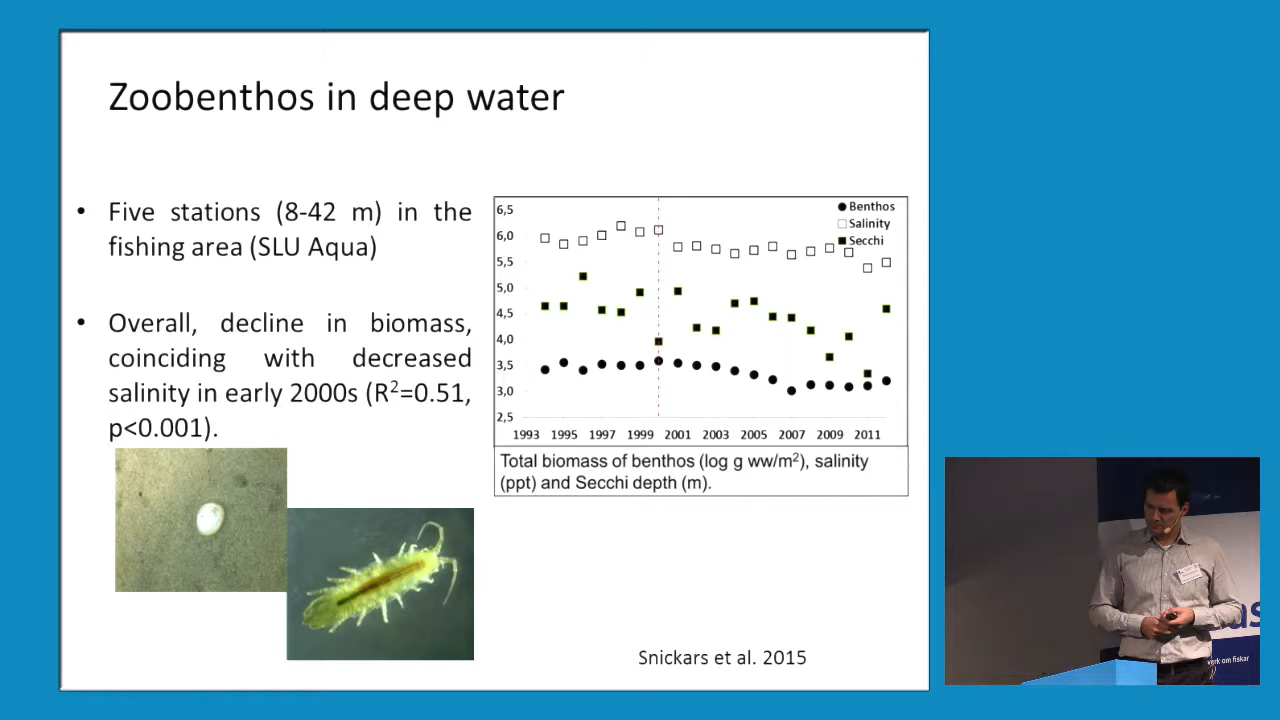 Zoobenthos in deep water
• Five stations (8-42 m) in the
fishing area (SLU Aqua)
• Overall, decline in biomass,
coinciding with decreased
salinity in early 2000s (R²=0.51,
p<0.001).
Benthos
Salinity
Secchi
6,5
6,0
5,5
5,0
4,5
4,0
3,5
3,0
2,5
1993 1995 1997 1999 2001 2003 2005 2007 2009 2011
Total biomass of benthos (log g ww/m²), salinity
(ppt) and Secchi depth (m).
Snickars et al. 2015
verk om fiskar